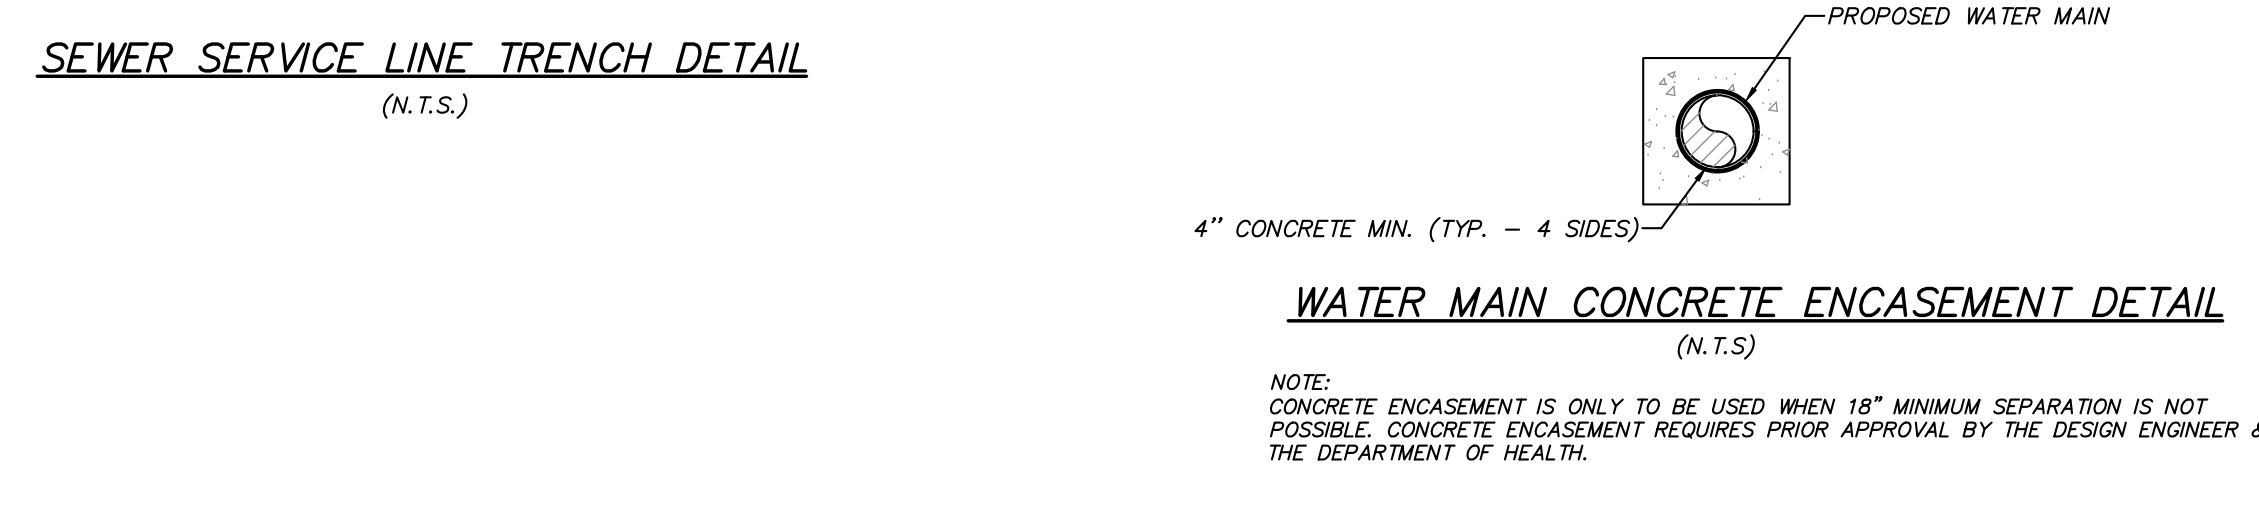 SEWER SERVICE LINE TRENCH DETAIL
(N.T.S.)
PROPOSED WATER MAIN
4" CONCRETE MIN. (TYP. - 4 SIDES)
WATER MAIN CONCRETE ENCASEMENT DETAIL
(N.T.S)
NOTE:
CONCRETE ENCASEMENT IS ONLY TO BE USED WHEN 18" MINIMUM SEPARATION IS NOT
POSSIBLE. CONCRETE ENCASEMENT REQUIRES PRIOR APPROVAL BY THE DESIGN ENGINEER &
THE DEPARTMENT OF HEALTH.